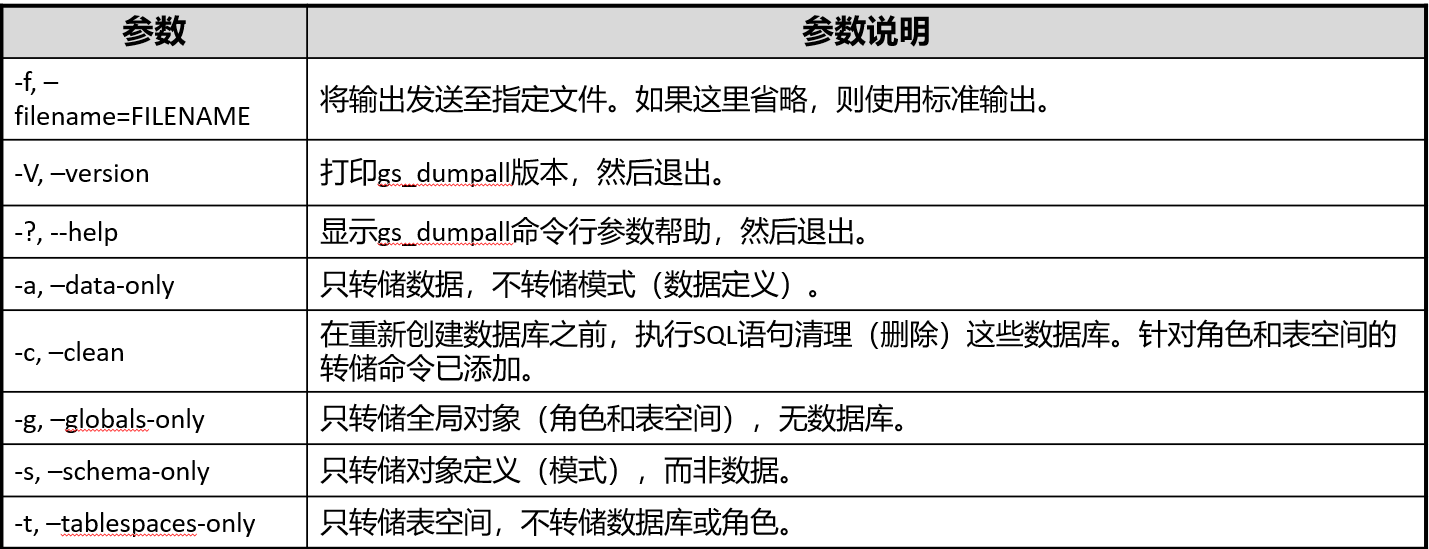 参数 参数说明
-f, –
filename=FILENAME
将输出发送至指定文件。如果这里省略，则使用标准输出。
-V, –version 打印gs_dumpall版本，然后退出。
-?, --help 显示gs_dumpall命令行参数帮助，然后退出。
-a, –data-only 只转储数据，不转储模式（数据定义）。
-c, –clean
在重新创建数据库之前，执行SQL语句清理（删除）这些数据库。针对角色和表空间的
转储命令已添加。
-g, –globals-only 只转储全局对象（角色和表空间），无数据库。
-s, –schema-only 只转储对象定义（模式），而非数据。
-t, –tablespaces-only 只转储表空间，不转储数据库或角色。